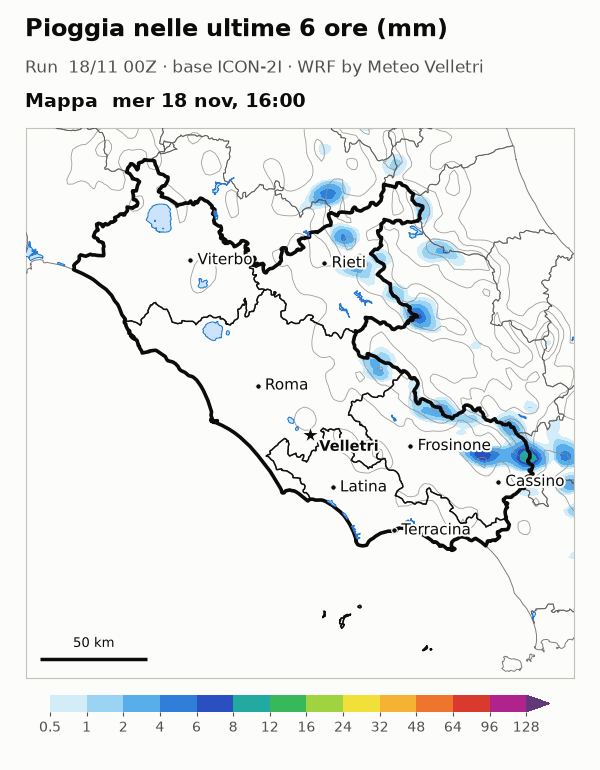 Pioggia nelle ultime 6 ore (mm)
Run 18/11 00Z · base ICON-2I · WRF by Meteo Velletri
Mappa mer 18 nov, 16:00
Viterbo
Rieti
Roma
Velletri
Frosinone
Cassino
Latina
Terracina
50 km
0.5 1 2 4 6 8 12 16 24 32 48 64 96 128